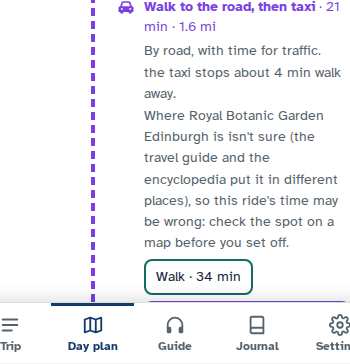 Walk to the road, then taxi · 21
min · 1.6 mi
By road, with time for traffic.
the taxi stops about 4 min walk
away.
Where Royal Botanic Garden
Edinburgh is isn't sure (the
travel guide and the
encyclopedia put it in different
places), so this ride's time may
be wrong: check the spot on a
map before you set off.
Walk · 34 min
Trip Day plan Guide Journal Settin